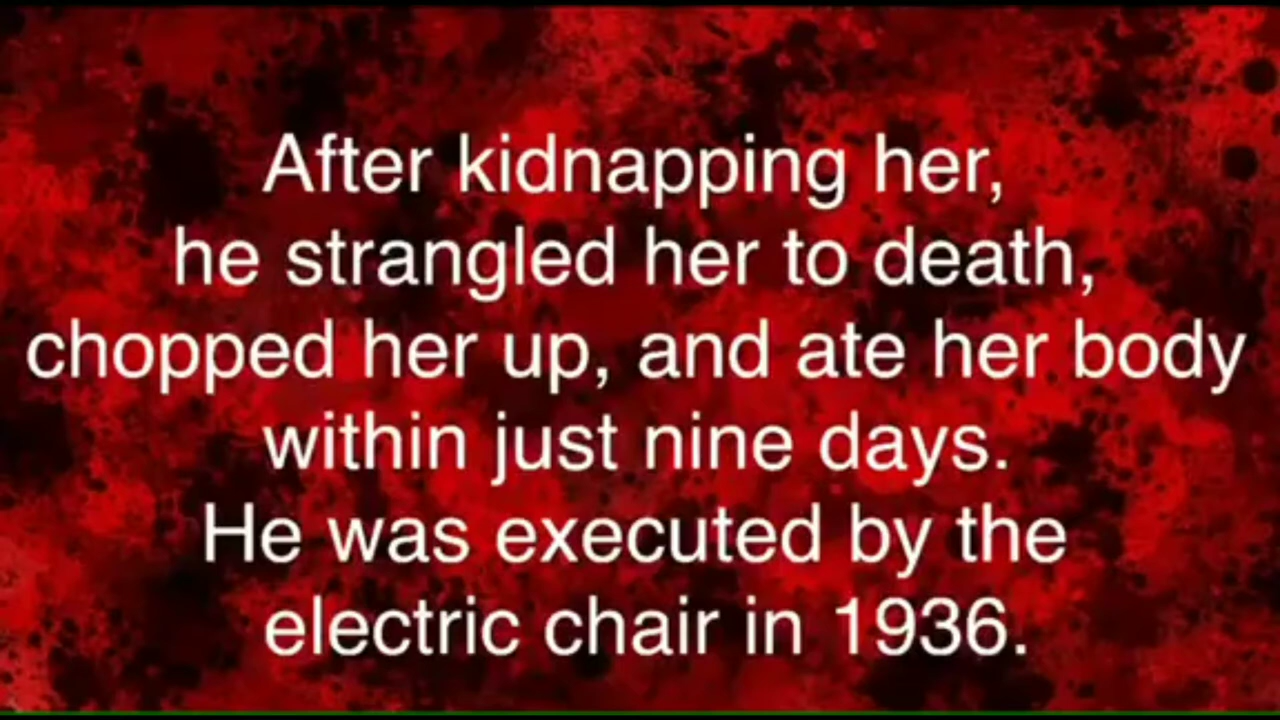 After kidnapping her,
he strangled her to death,
chopped her up, and ate her body
within just nine days.
He was executed by the
electric chair in 1936.